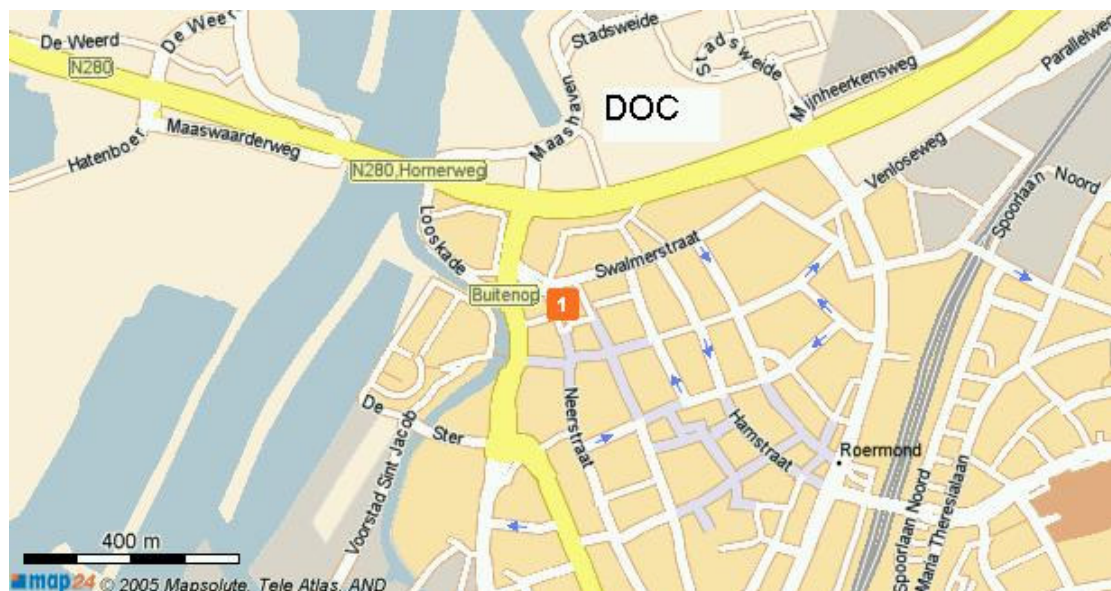 Stadsweide
De Weerd
De Weerd
N280
Stadsweide
Parallelweg
Mijnheerkensweg
DOC
Maashaven
Maaswaarderweg
Hatenboer
N280,Hornerweg
Venloseweg
Spoorlaan Noord
Looskade
Swalmerstraat
Buitenop
1
De Ster
Neerstraat
Hamstraat
Roermond
Voorstad Sint Jacob
Spoorlaan Noord
Maria Theresialaan
400 m
map24 © 2005 Mapsolute, Tele Atlas, AND